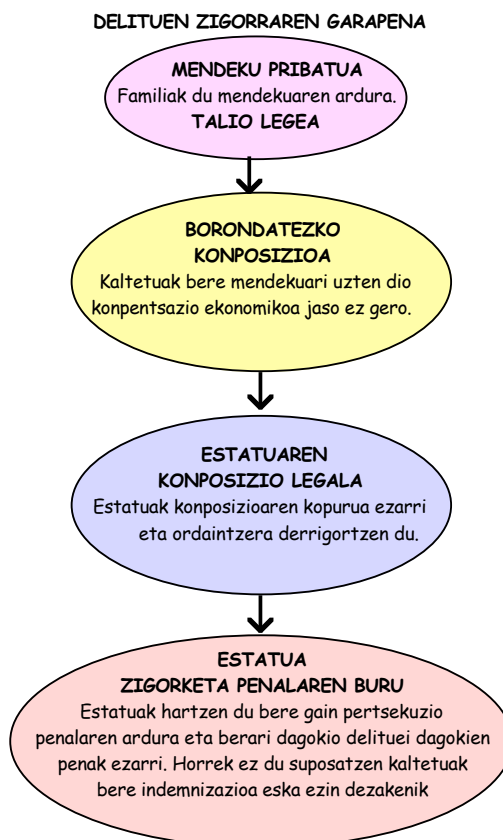 DELITUEN ZIGORRAREN GARAPENA
MENDEKU PRIBATUA
Familiak du mendekuaren ardura.
TALIO LEGEA
BORONDATEZKO
KONPOSIZIOA
Kaltetuak bere mendekuari uzten dio
konpentsazio ekonomikoa jaso ez gero.
ESTATUAREN
KONPOSIZIO LEGALA
Estatuak konposizioaren kopurua ezarri
eta ordaintzera derrigortzen du.
ESTATUA
ZIGORKETA PENALAREN BURU
Estatuak hartzen du bere gain pertsekuzio
penalaren ardura eta berari dagokio delituei dagokien
penak ezarri. Horrek ez du suposatzen kaltetuak
bere indemnizazioa eska ezin dezakenik